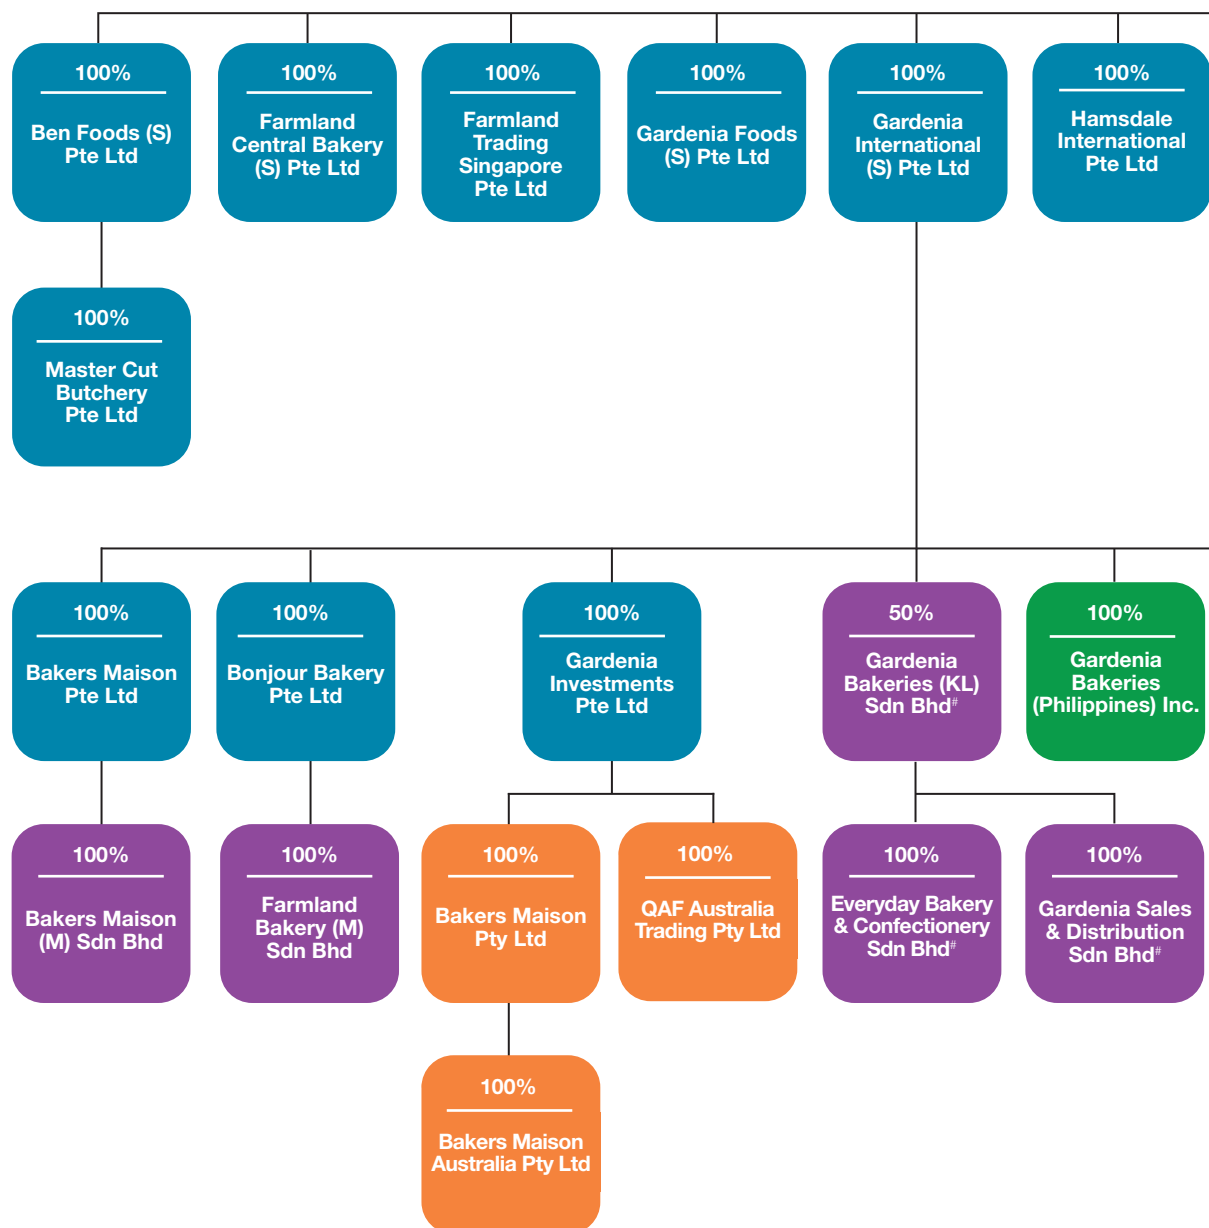 100%
Ben Foods (S)
Pte Ltd
100%
Farmland
Central Bakery
(S) Pte Ltd
100%
Farmland
Trading
Singapore
Pte Ltd
100%
Gardenia Foods
(S) Pte Ltd
100%
Gardenia
International
(S) Pte Ltd
100%
Hamsdale
International
Pte Ltd
100%
Master Cut
Butchery
Pte Ltd
100%
Bakers Maison
Pte Ltd
100%
Bonjour Bakery
Pte Ltd
100%
Gardenia
Investments
Pte Ltd
50%
Gardenia
Bakeries (KL)
Sdn Bhd#
100%
Gardenia
Bakeries
(Philippines) Inc.
100%
Bakers Maison
(M) Sdn Bhd
100%
Farmland
Bakery (M)
Sdn Bhd
100%
Bakers Maison
Pty Ltd
100%
QAF Australia
Trading Pty Ltd
100%
Everyday Bakery
& Confectionery
Sdn Bhd#
100%
Gardenia Sales
& Distribution
Sdn Bhd#
100%
Bakers Maison
Australia Pty Ltd